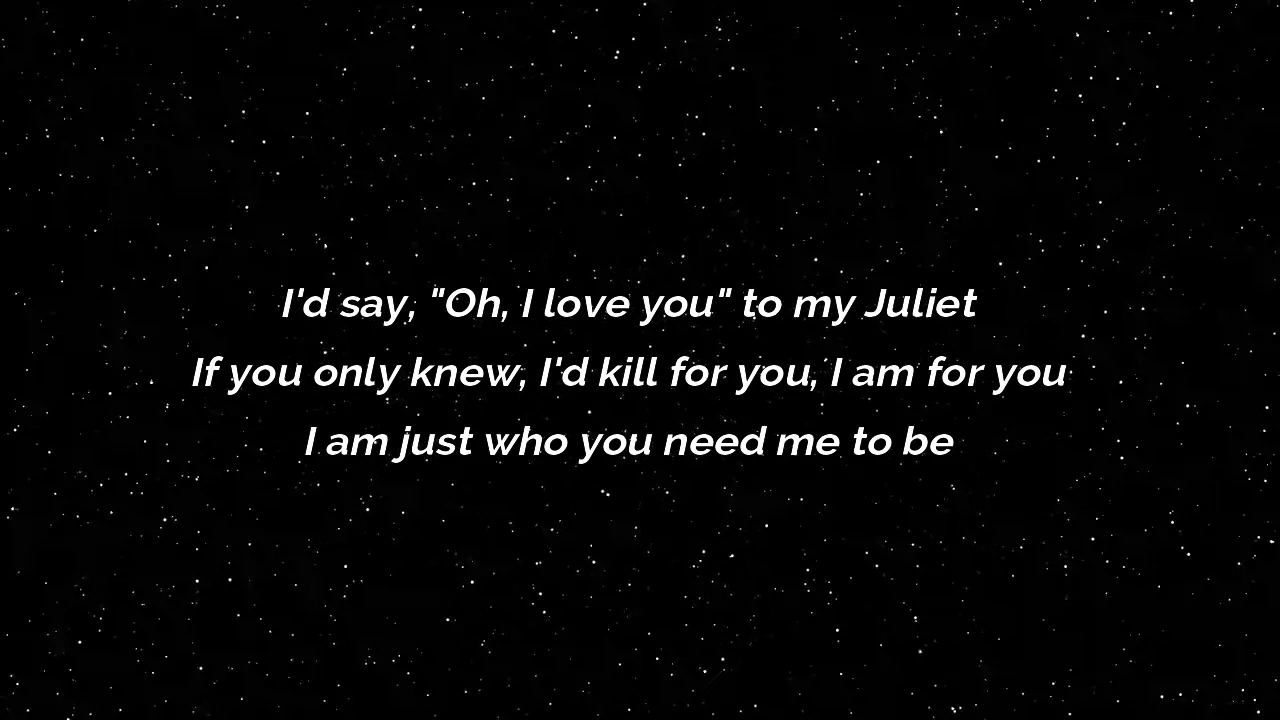 I'd say, "Oh, I love you" to my Juliet
If you only knew, I'd kill for you, I am for you
I am just who you need me to be